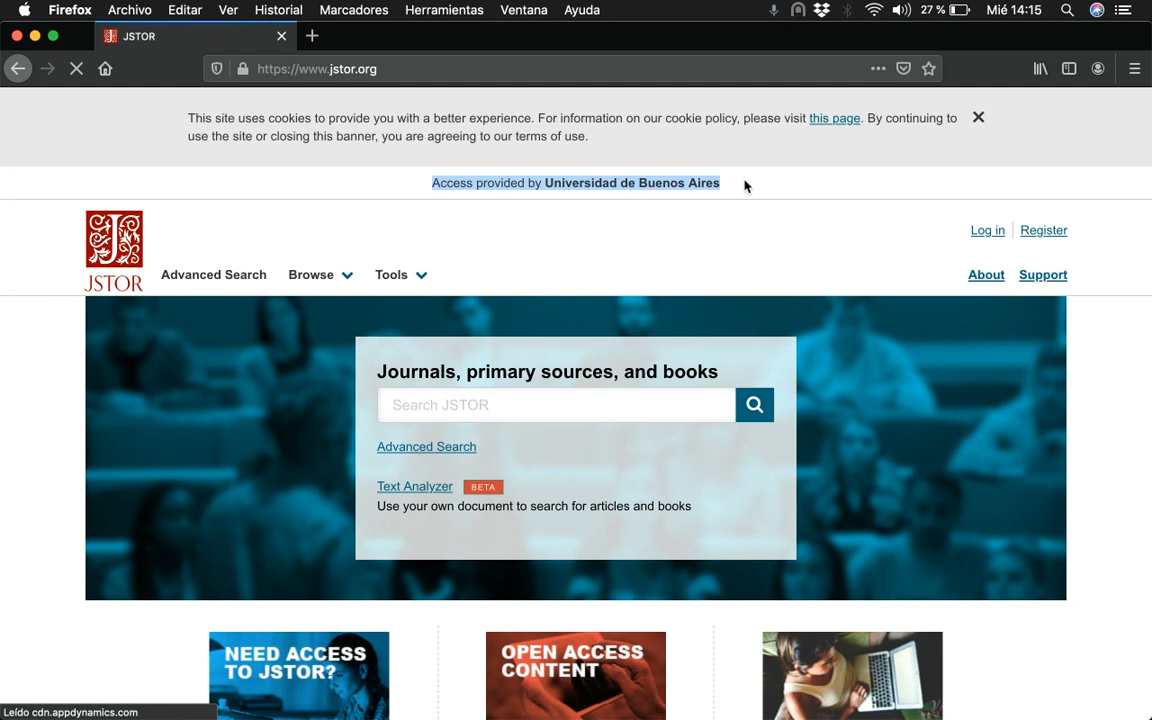 Firefox Archivo Editar Ver Historial Marcadores Herramientas Ventana Ayuda 27 % Mié 14:15
JSTOR
https://www.jstor.org
This site uses cookies to provide you with a better experience. For information on our cookie policy, please visit this page. By continuing to
use the site or closing this banner, you are agreeing to our terms of use.
Access provided by Universidad de Buenos Aires
Log in Register
JSTOR
Advanced Search Browse Tools About Support
Journals, primary sources, and books
Search JSTOR
Advanced Search
Text Analyzer BETA
Use your own document to search for articles and books
NEED ACCESS
TO JSTOR?
OPEN ACCESS
CONTENT
Leído cdn.appdynamics.com